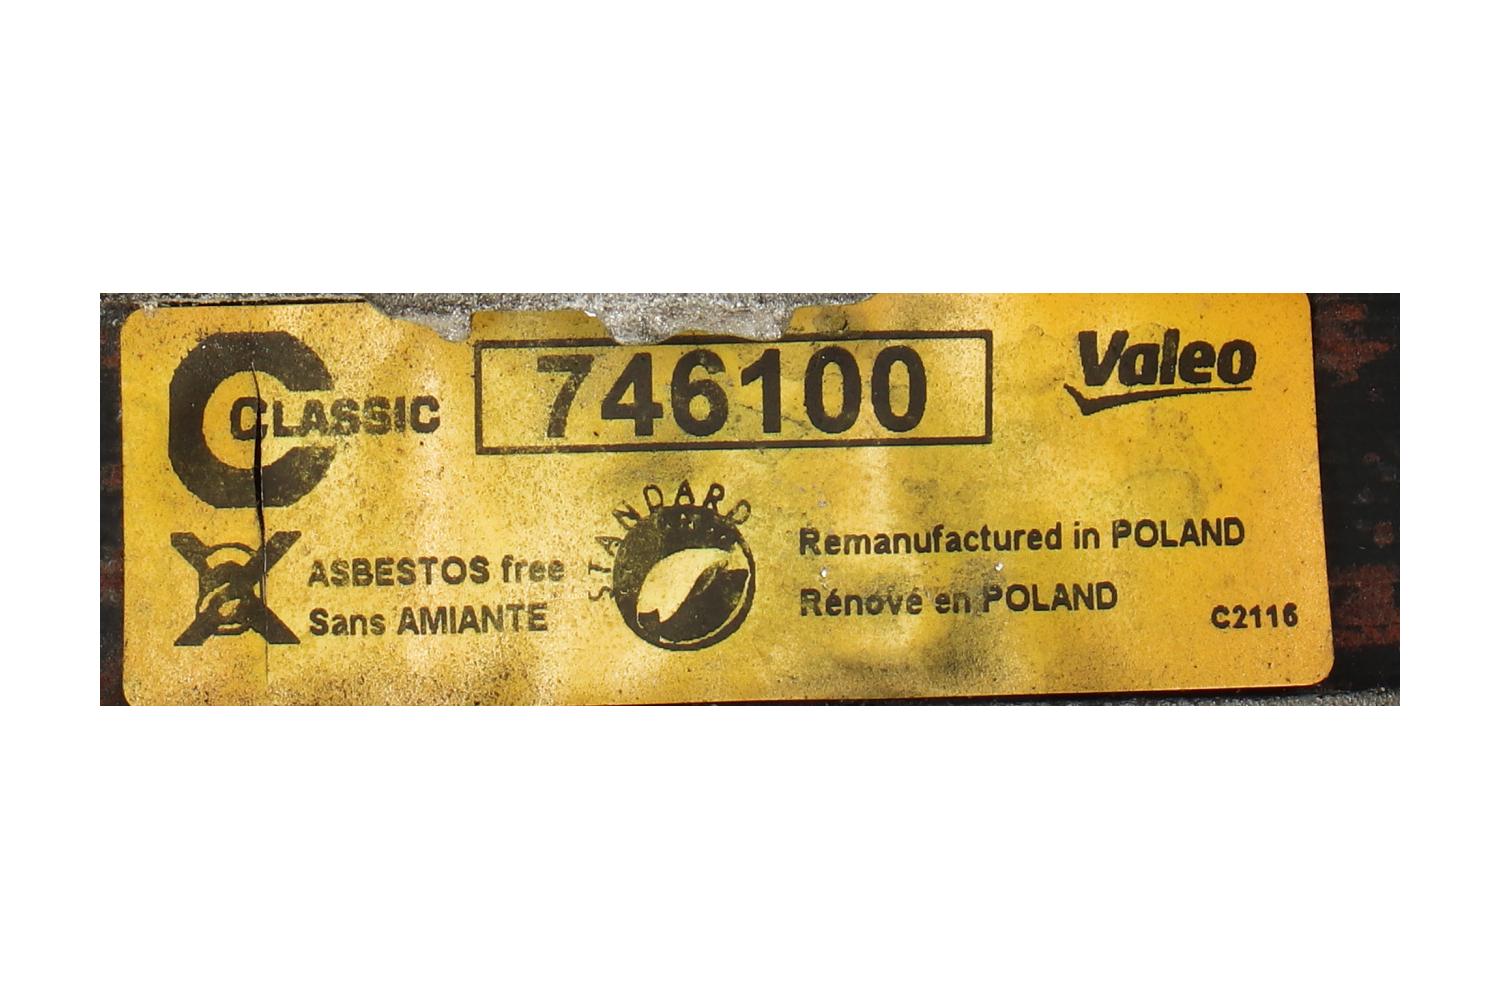 CLASSIC
746100
Valeo
STANDARD
ASBESTOS free
Sans AMIANTE
Remanufactured in POLAND
Rénové en POLAND
C2116